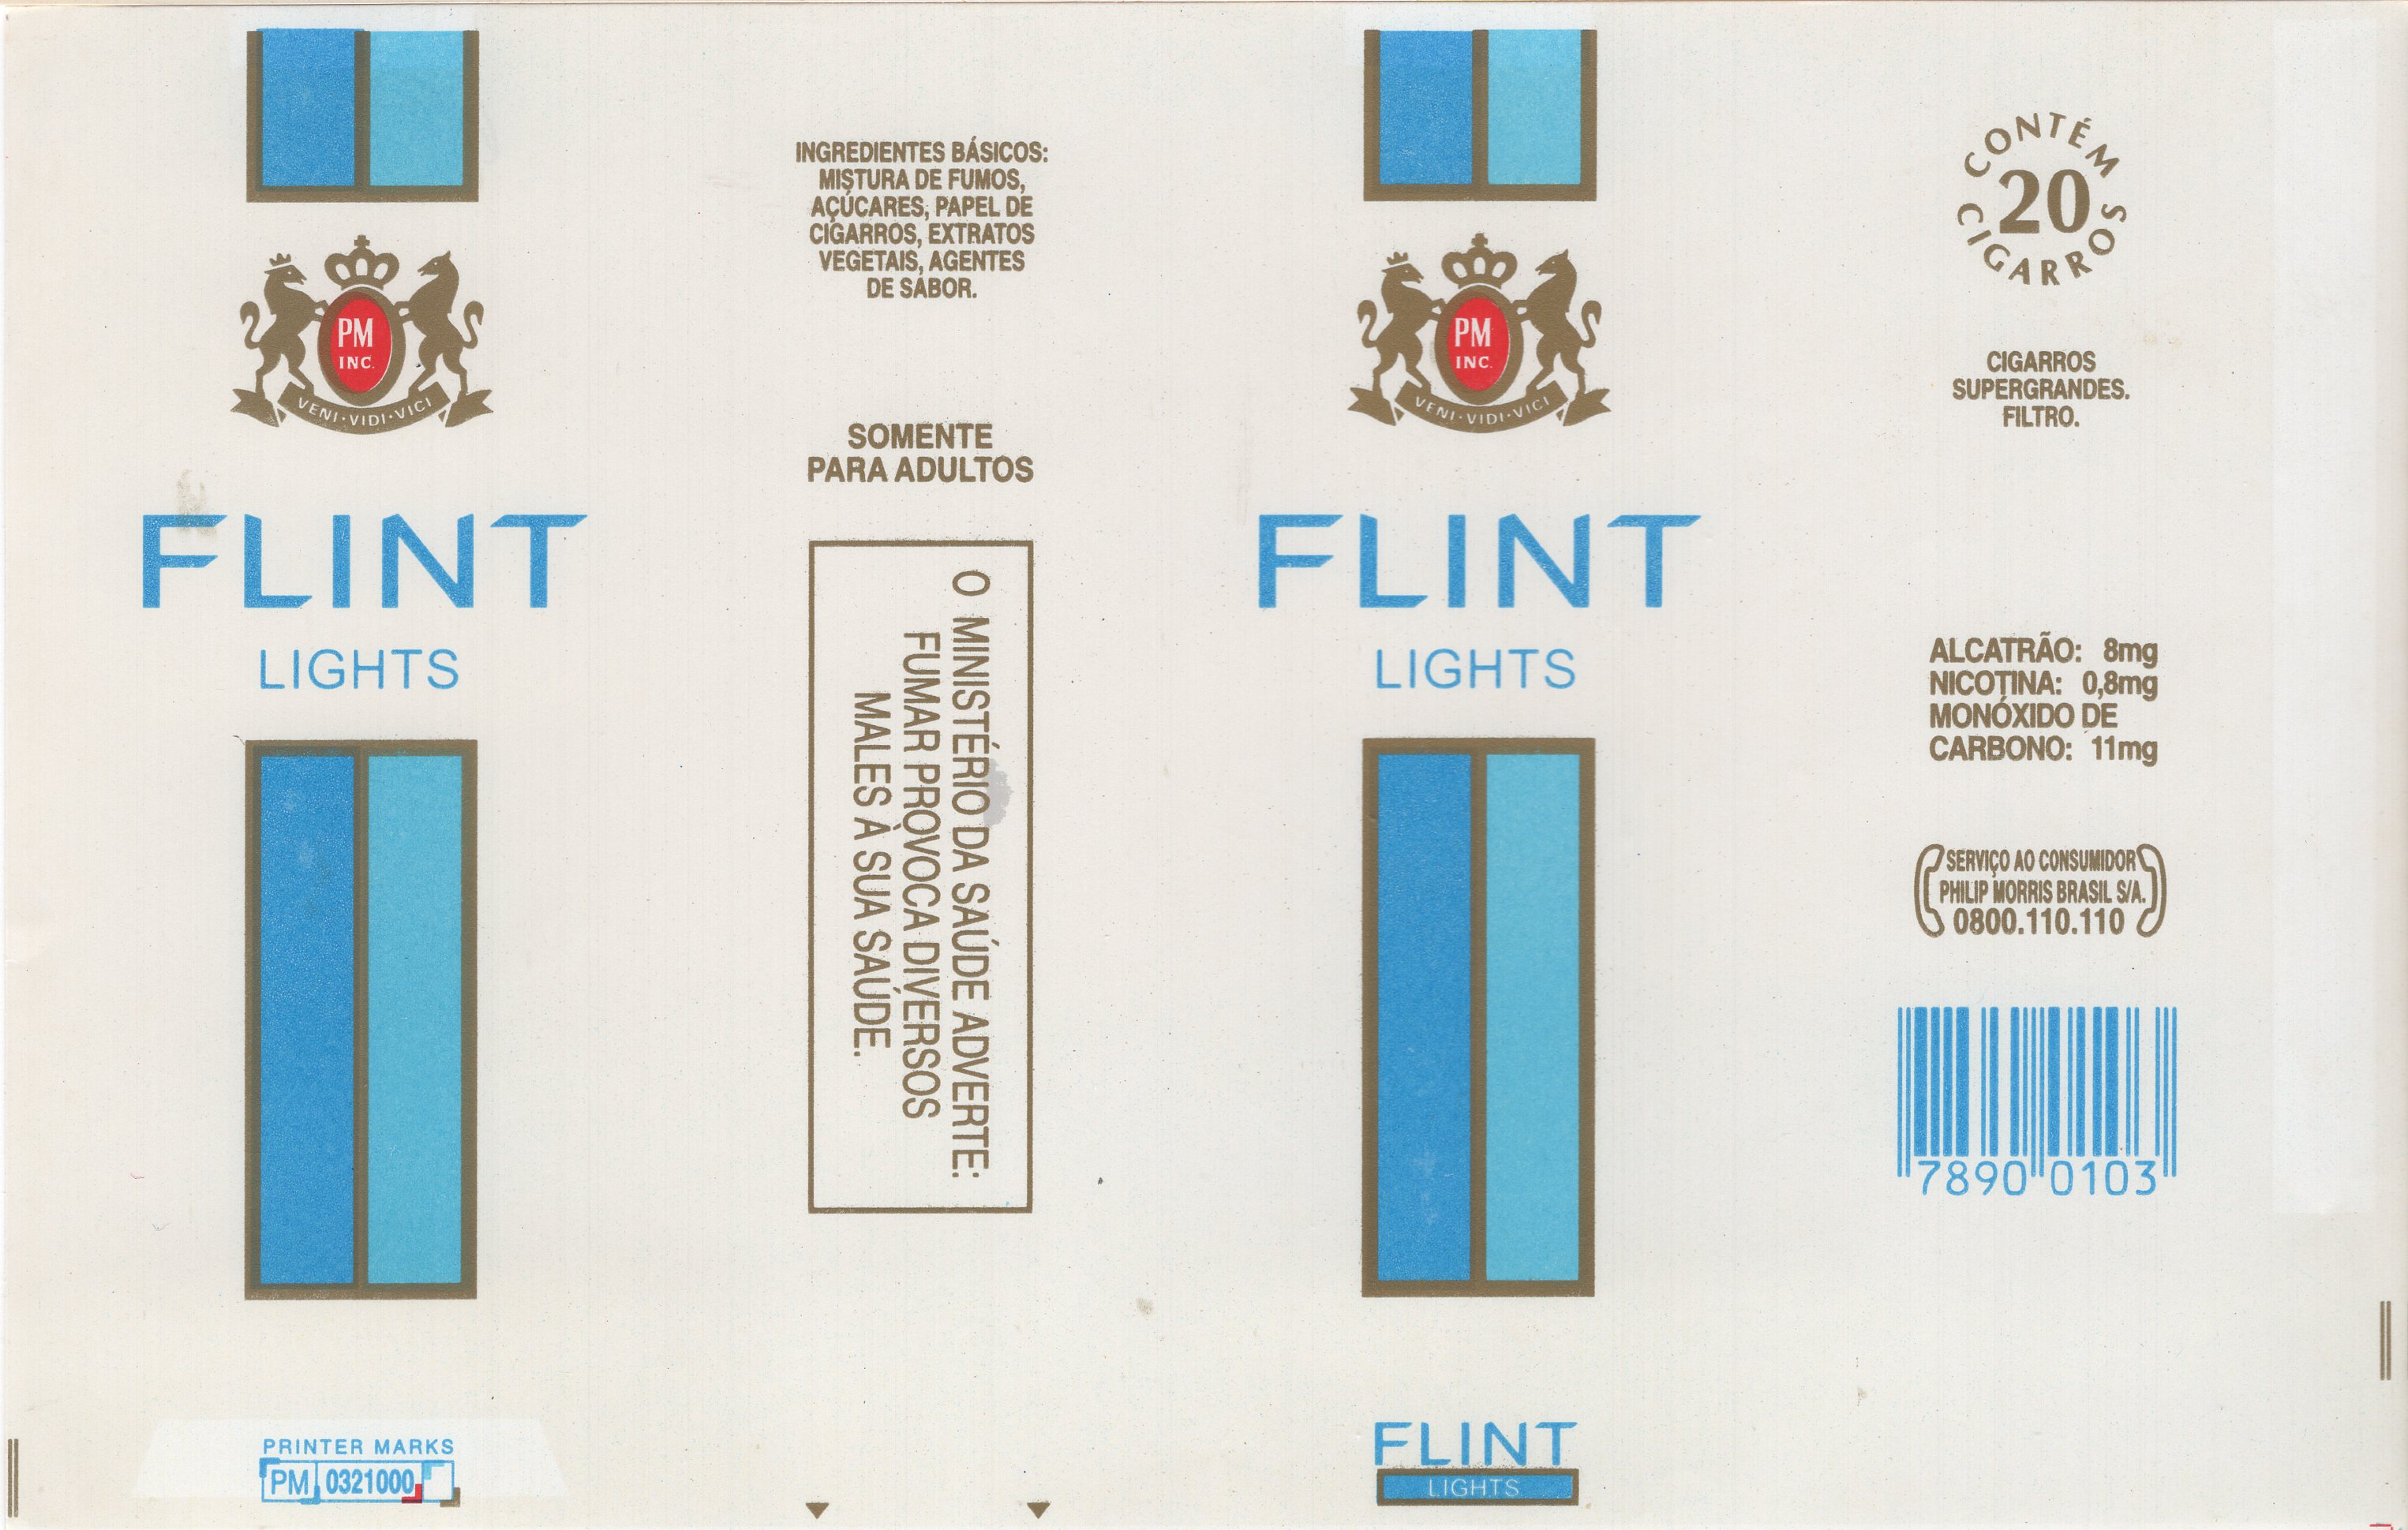 PM
INC.
VENI·VIDI·VICI
FLINT
LIGHTS
PRINTER MARKS
PM 0321000
INGREDIENTES BÁSICOS:
MISTURA DE FUMOS,
AÇÚCARES, PAPEL DE
CIGARROS, EXTRATOS
VEGETAIS, AGENTES
DE SABOR.
SOMENTE
PARA ADULTOS
O MINISTÉRIO DA SAÚDE ADVERTE:
FUMAR PROVOCA DIVERSOS
MALES À SUA SAÚDE.
PM
INC.
VENI·VIDI·VICI
FLINT
LIGHTS
FLINT
LIGHTS
CONTÉM
20
CIGARROS
CIGARROS
SUPERGRANDES.
FILTRO.
ALCATRÃO: 8mg
NICOTINA: 0,8mg
MONÓXIDO DE
CARBONO: 11mg
SERVIÇO AO CONSUMIDOR
PHILIP MORRIS BRASIL S/A.
0800.110.110
7890 0103